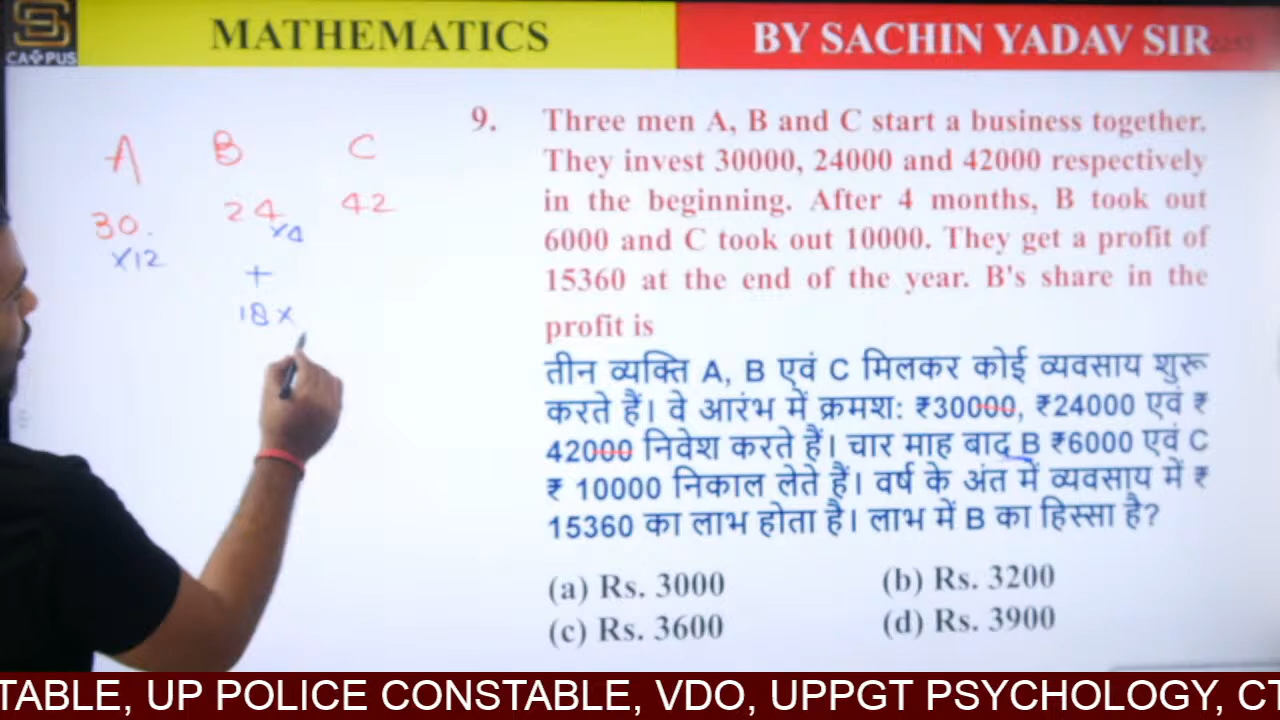 CAMPUS
MATHEMATICS
BY SACHIN YADAV SIR
A B C
30. 24 42
×12 ×4
+
18×
9. Three men A, B and C start a business together.
They invest 30000, 24000 and 42000 respectively
in the beginning. After 4 months, B took out
6000 and C took out 10000. They get a profit of
15360 at the end of the year. B's share in the
profit is
तीन व्यक्ति A, B एवं C मिलकर कोई व्यवसाय शुरू
करते हैं। वे आरंभ में क्रमश: ₹30000, ₹24000 एवं ₹
42000 निवेश करते हैं। चार माह बाद B ₹6000 एवं C
₹ 10000 निकाल लेते हैं। वर्ष के अंत में व्यवसाय में ₹
15360 का लाभ होता है। लाभ में B का हिस्सा है?
(a) Rs. 3000 (b) Rs. 3200
(c) Rs. 3600 (d) Rs. 3900
TABLE, UP POLICE CONSTABLE, VDO, UPPGT PSYCHOLOGY, CT